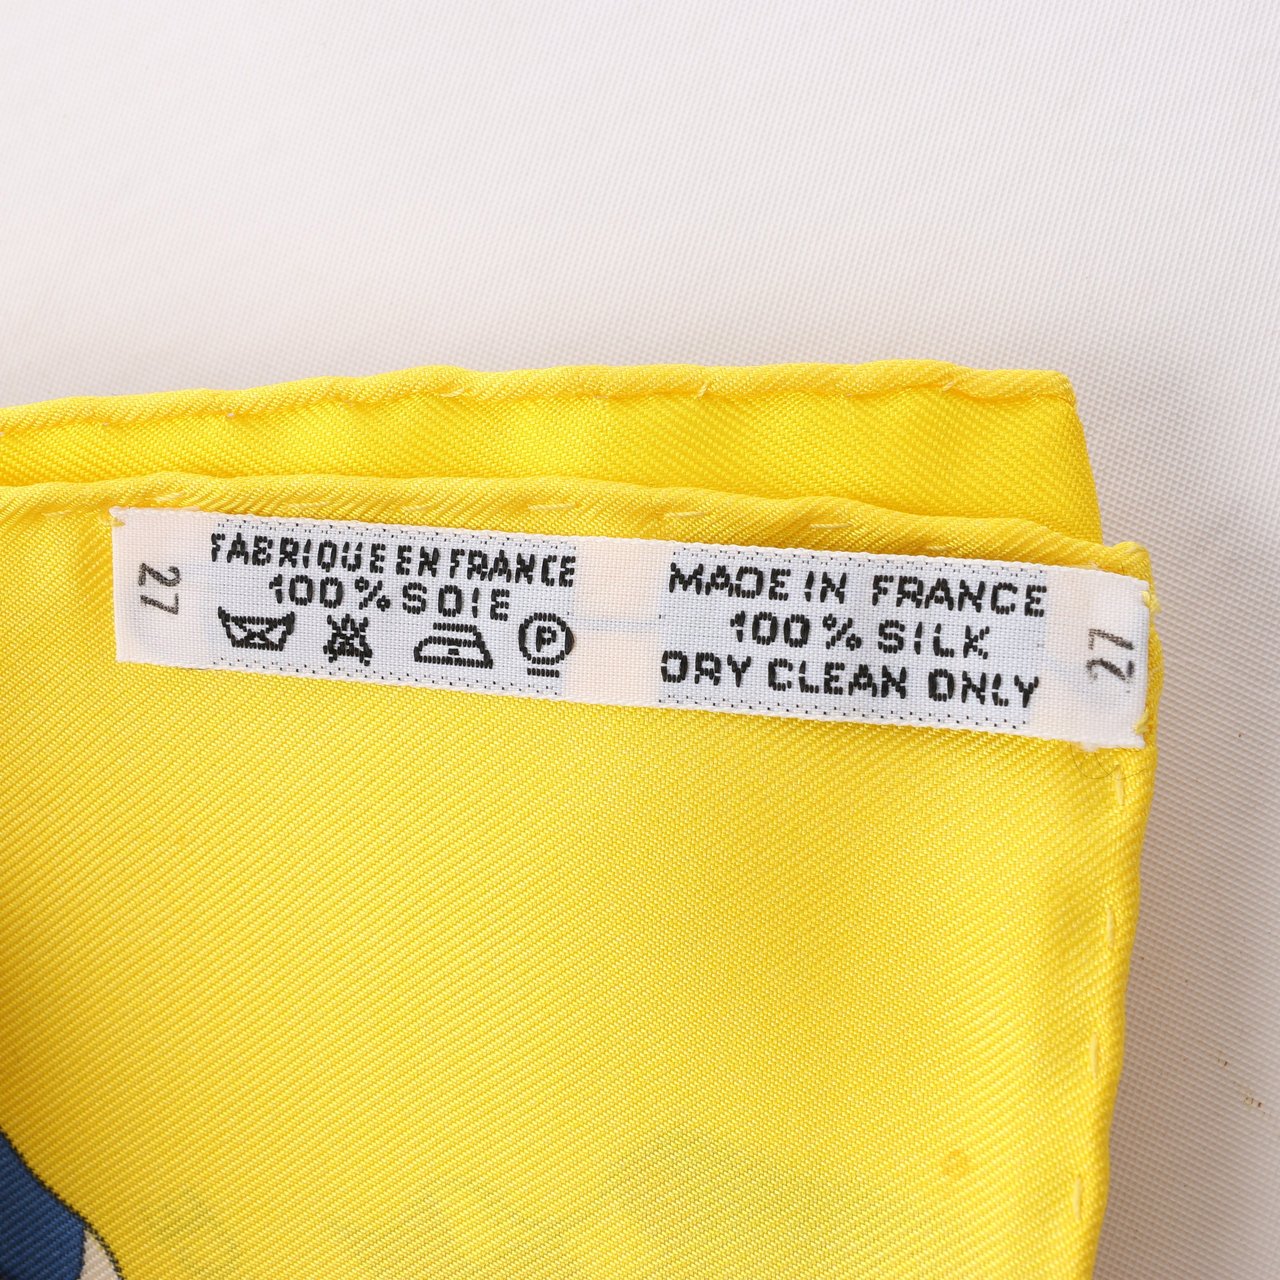 27
FABRIQUE EN FRANCE
100% SOIE
P
MADE IN FRANCE
100% SILK
DRY CLEAN ONLY
27